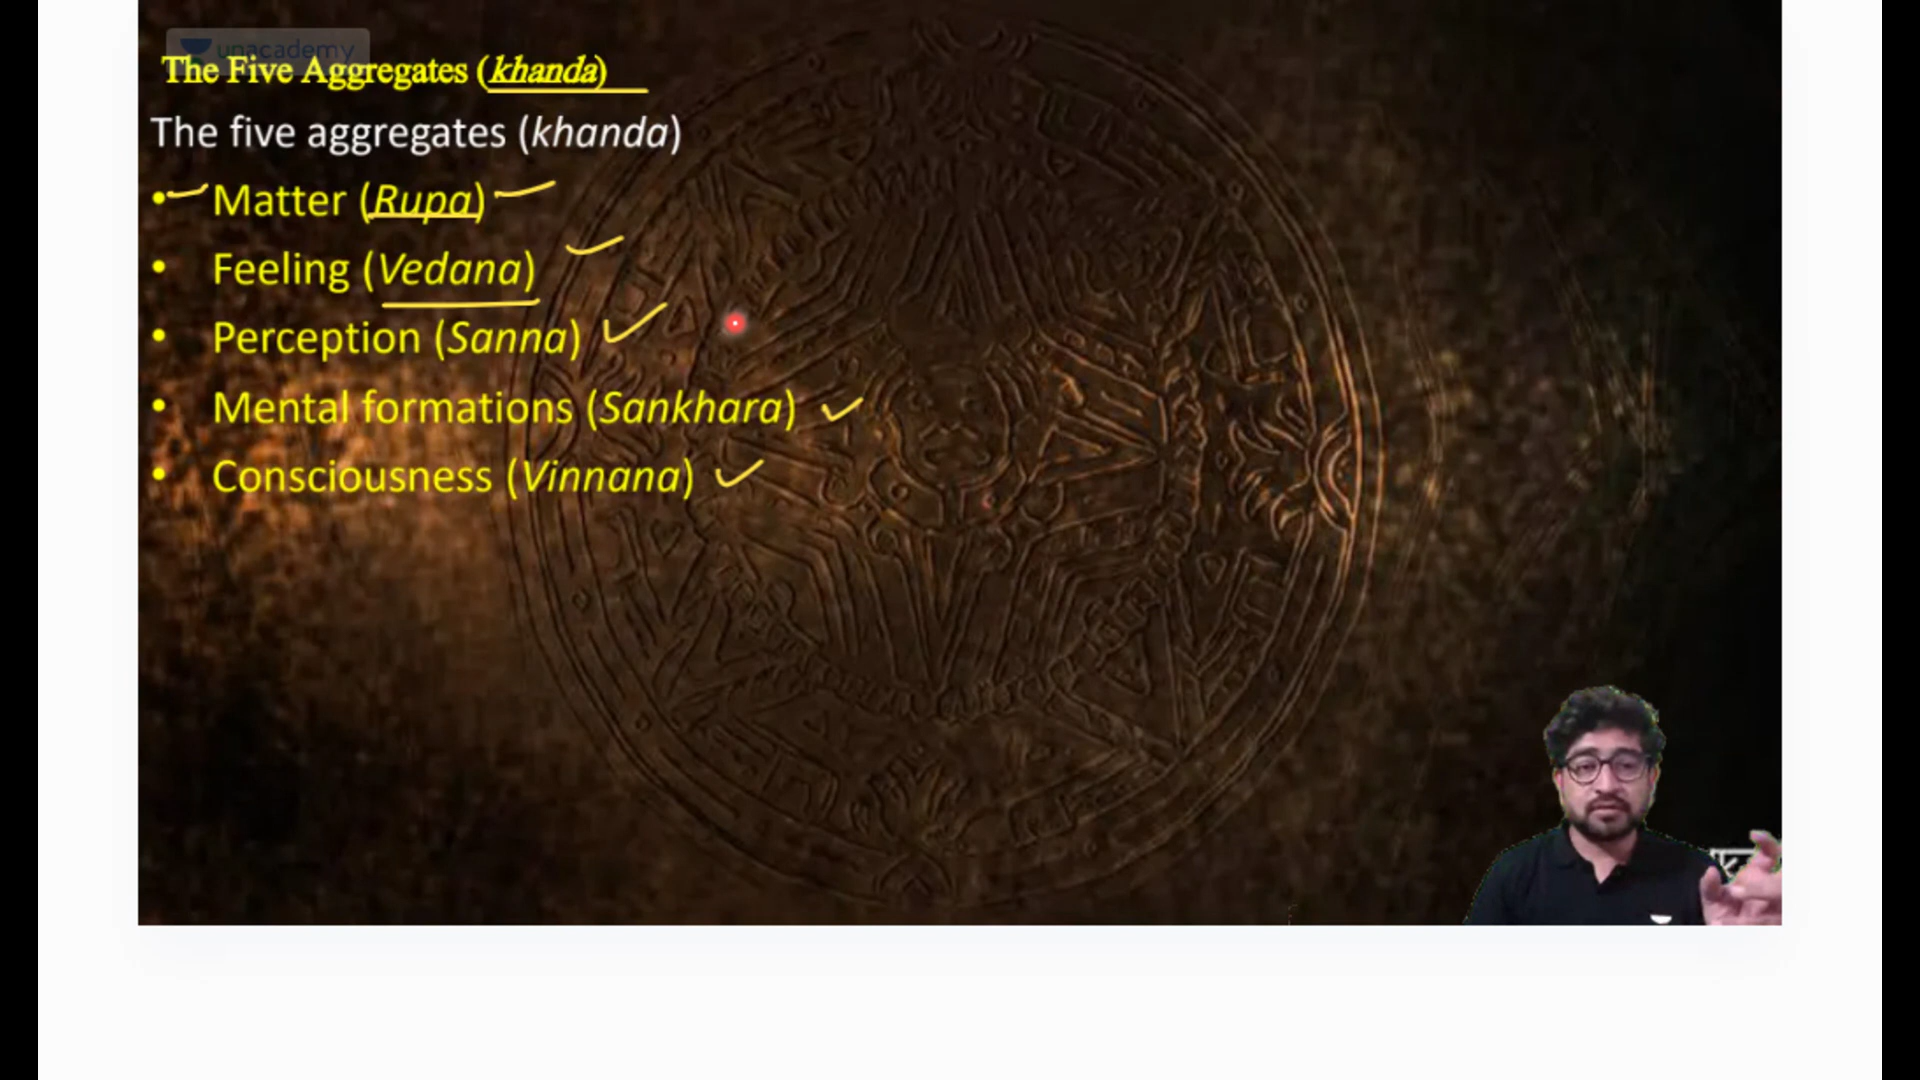 unacademy
The Five Aggregates (khanda)
The five aggregates (khanda)
• Matter (Rupa)
• Feeling (Vedana)
• Perception (Sanna)
• Mental formations (Sankhara)
• Consciousness (Vinnana)